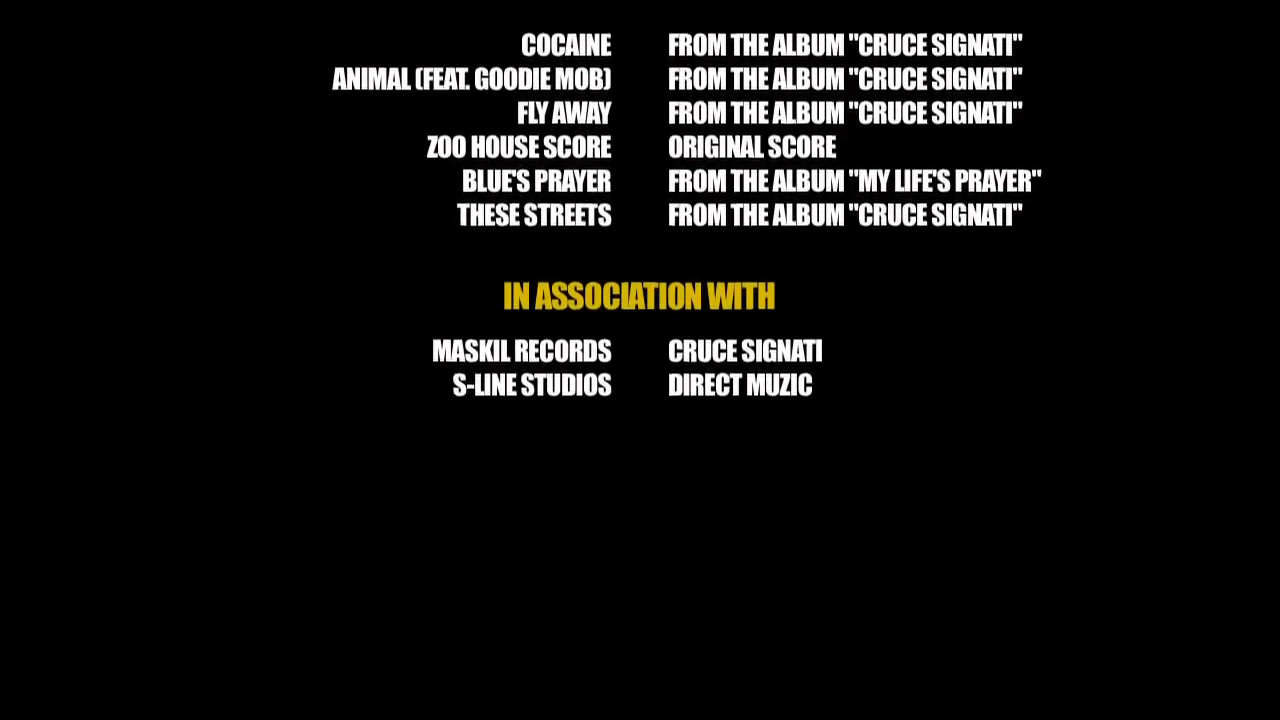 COCAINE FROM THE ALBUM "CRUCE SIGNATI"
ANIMAL (FEAT. GOODIE MOB) FROM THE ALBUM "CRUCE SIGNATI"
FLY AWAY FROM THE ALBUM "CRUCE SIGNATI"
ZOO HOUSE SCORE ORIGINAL SCORE
BLUE'S PRAYER FROM THE ALBUM "MY LIFE'S PRAYER"
THESE STREETS FROM THE ALBUM "CRUCE SIGNATI"
IN ASSOCIATION WITH
MASKIL RECORDS CRUCE SIGNATI
S-LINE STUDIOS DIRECT MUZIC